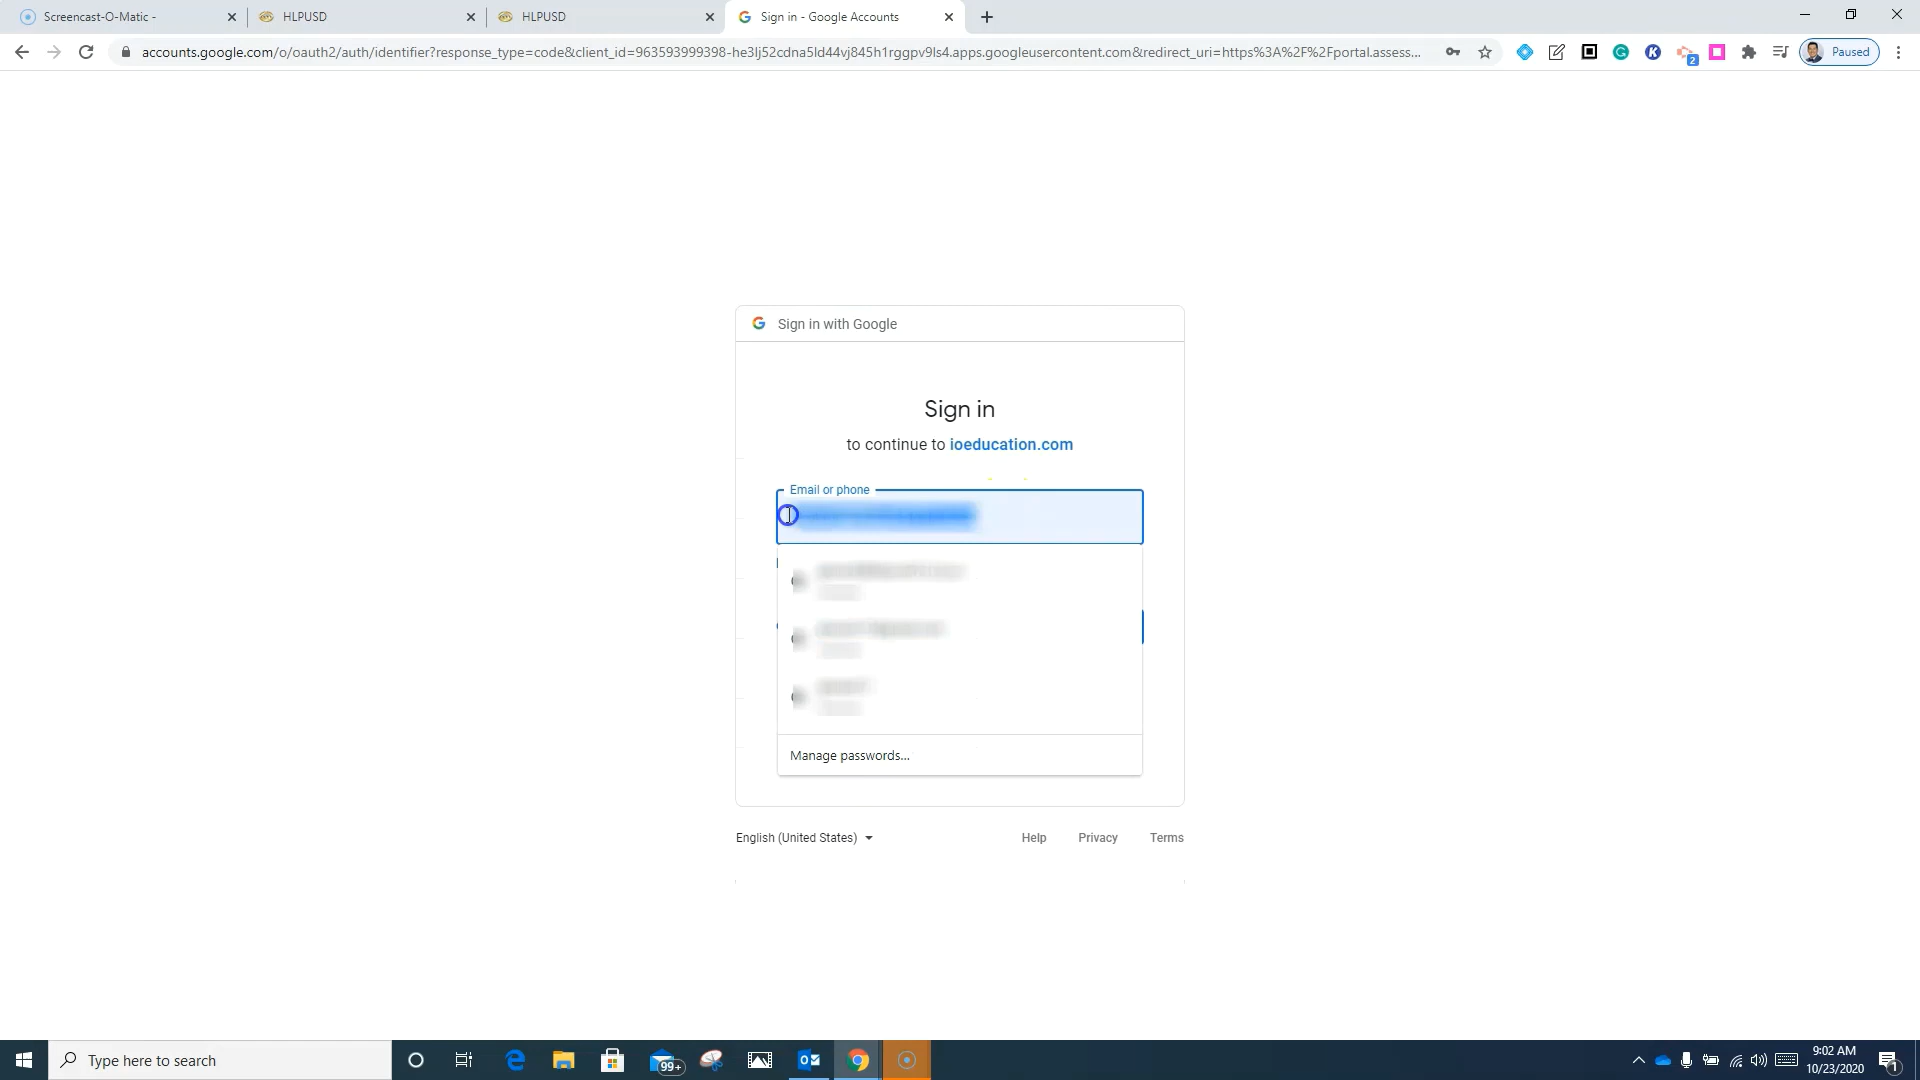 Screencast-O-Matic -
HLPUSD
HLPUSD
Sign in - Google Accounts
accounts.google.com/o/oauth2/auth/identifier?response_type=code&client_id=963593999398-he3lj52cdna5ld44vj845h1rggpv9ls4.apps.googleusercontent.com&redirect_uri=https%3A%2F%2Fportal.assess...
2
Paused
Sign in with Google
Sign in
to continue to ioeducation.com
Email or phone
Manage passwords...
English (United States)
Help
Privacy
Terms
Type here to search
99+
9:02 AM
10/23/2020
1